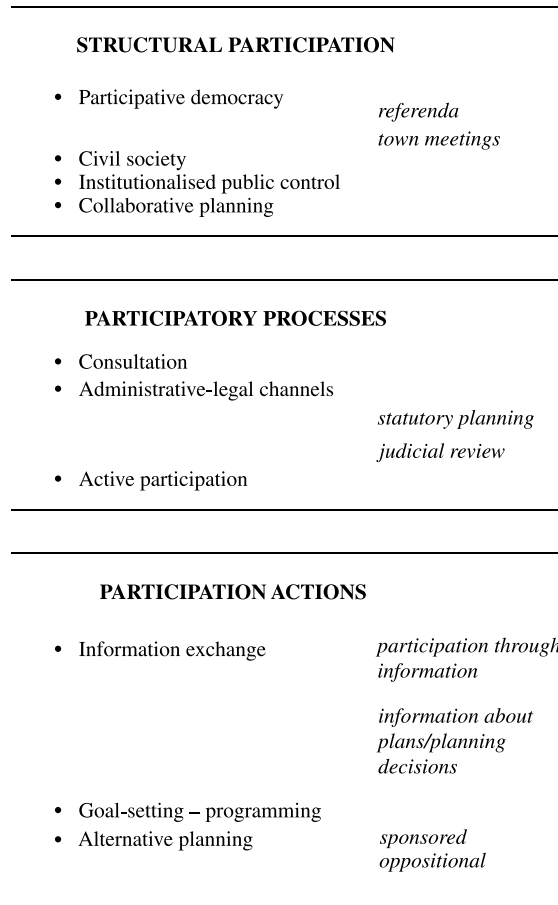 STRUCTURAL PARTICIPATION
• Participative democracy
referenda
town meetings
• Civil society
• Institutionalised public control
• Collaborative planning
PARTICIPATORY PROCESSES
• Consultation
• Administrative-legal channels
statutory planning
judicial review
• Active participation
PARTICIPATION ACTIONS
• Information exchange
participation through
information
information about
plans/planning
decisions
• Goal-setting – programming
• Alternative planning
sponsored
oppositional